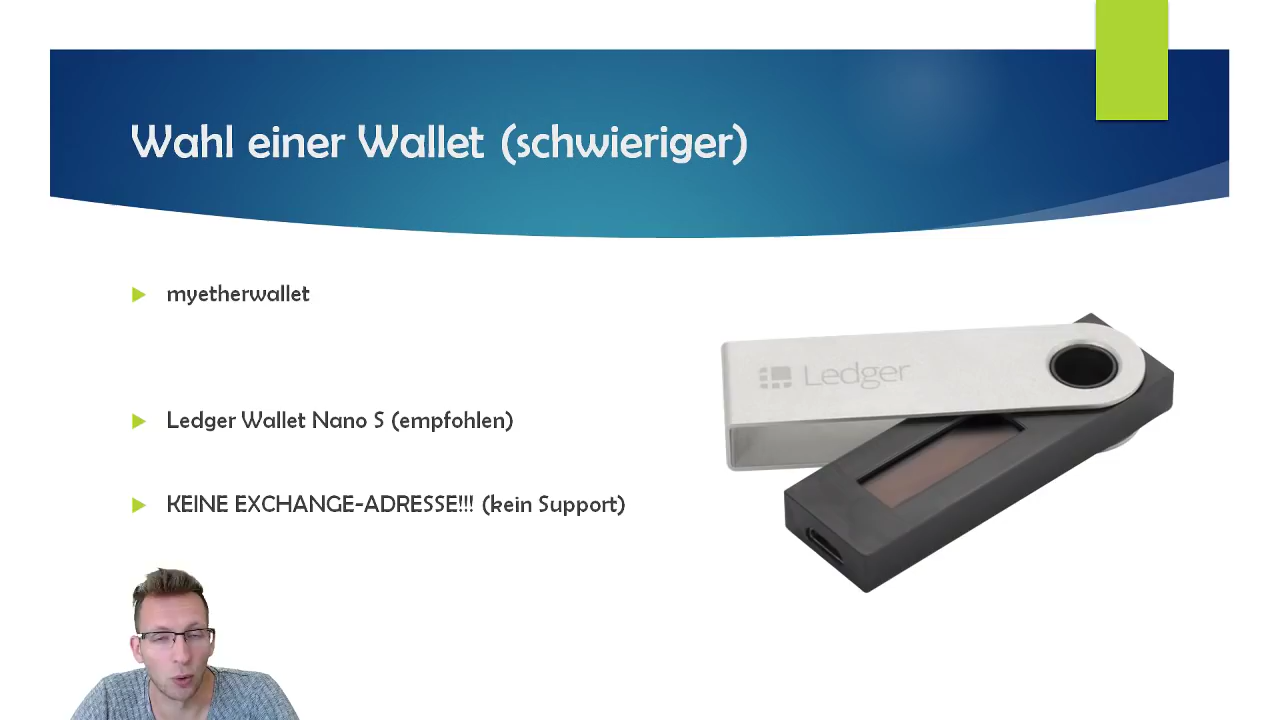 Wahl einer Wallet (schwieriger)
myetherwallet
Ledger Wallet Nano S (empfohlen)
KEINE EXCHANGE-ADRESSE!!! (kein Support)
Ledger